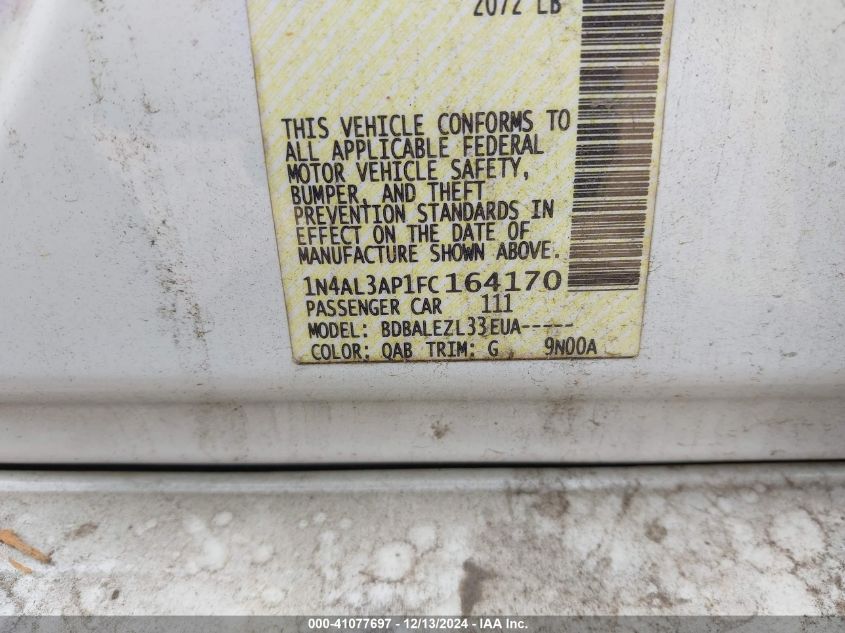 2072 LB
THIS VEHICLE CONFORMS TO
ALL APPLICABLE FEDERAL
MOTOR VEHICLE SAFETY,
BUMPER, AND THEFT
PREVENTION STANDARDS IN
EFFECT ON THE DATE OF
MANUFACTURE SHOWN ABOVE.
1N4AL3AP1FC164170
PASSENGER CAR 111
MODEL: BDBALEZL33EUA-----
COLOR: QAB TRIM: G 9N00A
000-41077697 - 12/13/2024 - IAA Inc.